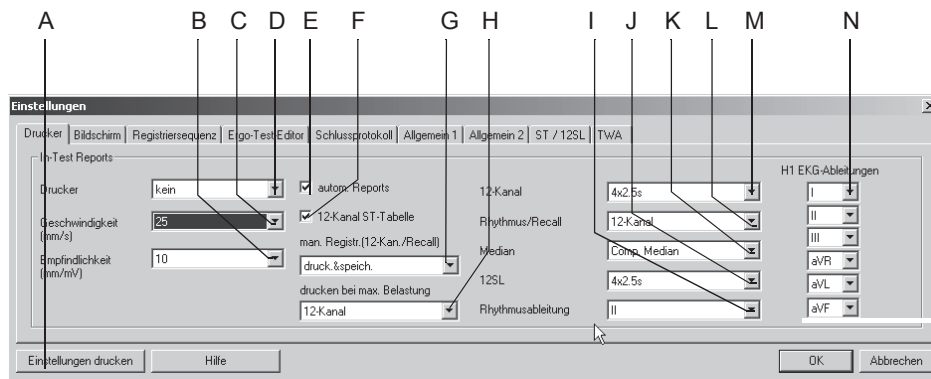 A B C D E F G H I J K L M N
Einstellungen
Drucker Bildschirm Registriersequenz Ergo-Test Editor Schlussprotokoll Allgemein 1 Allgemein 2 ST / 12SL TWA
In-Test Reports
Drucker kein
Geschwindigkeit (mm/s) 25
Empfindlichkeit (mm/mV) 10
autom. Reports
12-Kanal ST-Tabelle
man. Registr.(12-Kan./Recall)
druck.&speich.
drucken bei max. Belastung
12-Kanal
12-Kanal 4x2.5s
Rhythmus/Recall 12-Kanal
Median Comp. Median
12SL 4x2.5s
Rhythmusableitung II
H1 EKG-Ableitungen
I
II
III
aVR
aVL
aVF
Einstellungen drucken Hilfe OK Abbrechen